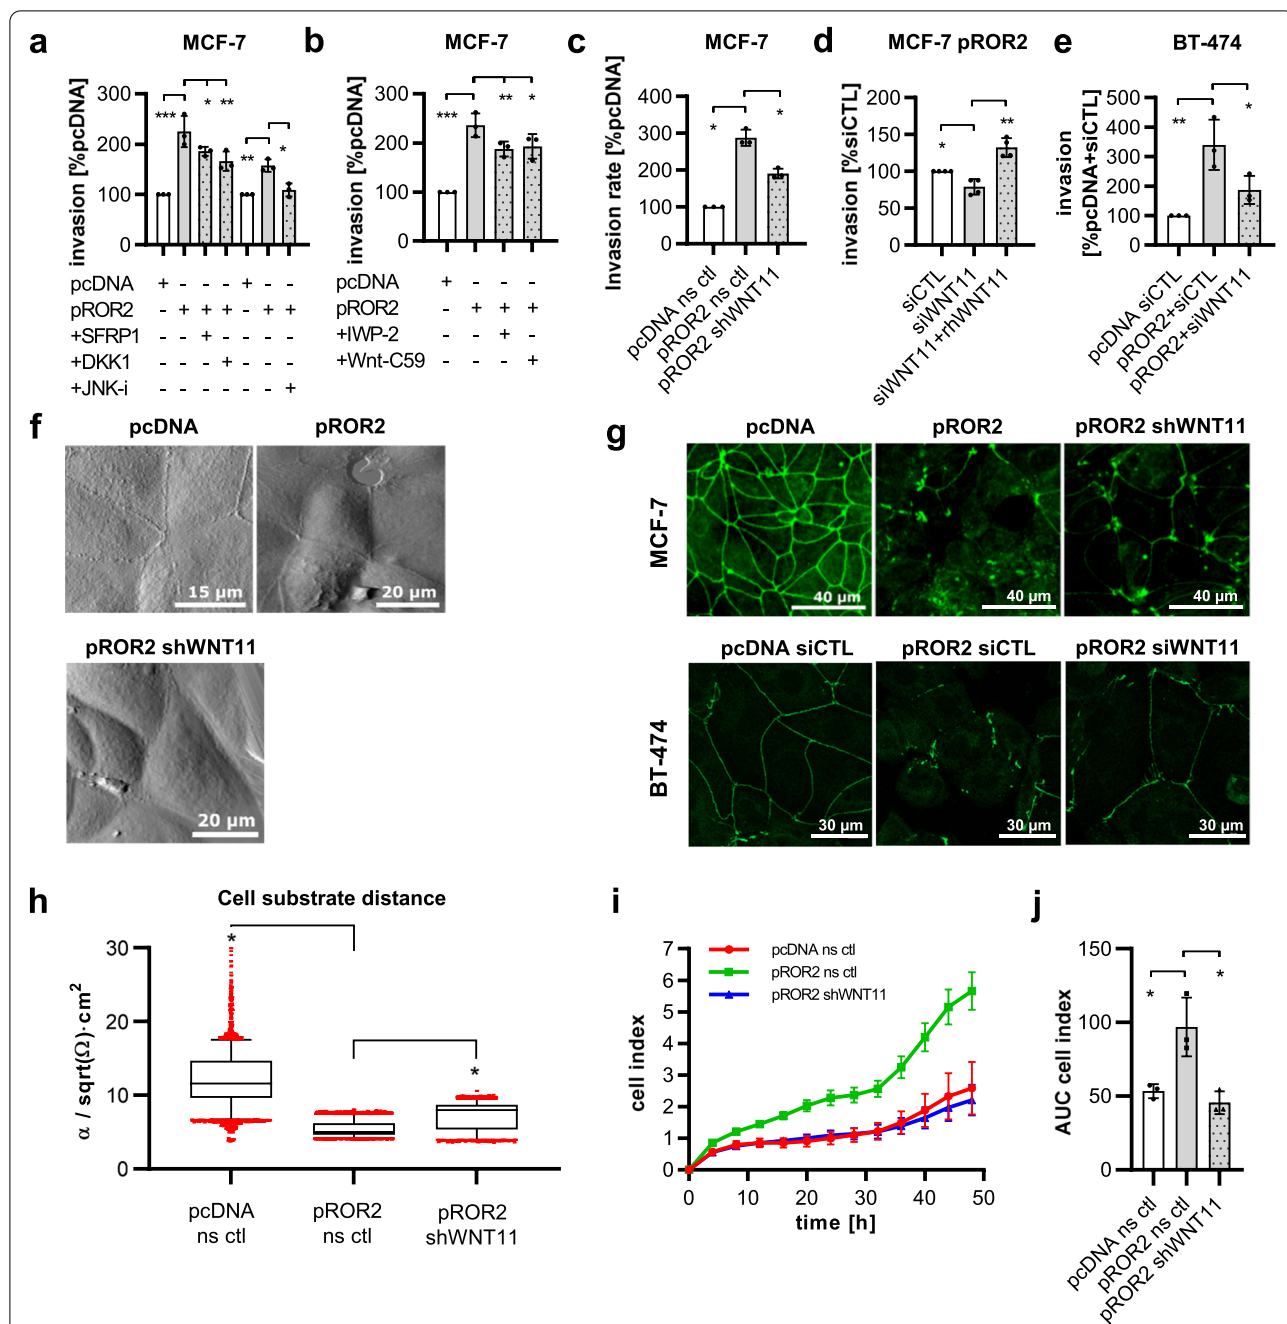 a
MCF-7
invasion [%pcDNA]
300
200
100
0
***
*
**
**
*
pcDNA + - - - + - -
pROR2 - + + + - + +
+SFRP1 - - + - - - -
+DKK1 - - - + - - -
+JNK-i - - - - - - +
b
MCF-7
invasion [%pcDNA]
300
200
100
0
***
**
*
pcDNA + - - -
pROR2 - + + +
+IWP-2 - - + -
+Wnt-C59 - - - +
c
MCF-7
Invasion rate [%pcDNA]
400
300
200
100
0
*
*
pcDNA ns ctl
pROR2 ns ctl
pROR2 shWNT11
d
MCF-7 pROR2
invasion [%siCTL]
200
150
100
50
0
*
**
siCTL
siWNT11
siWNT11+rhWNT11
e
BT-474
invasion
[%pcDNA+siCTL]
500
400
300
200
100
0
**
*
pcDNA siCTL
pROR2+siCTL
pROR2+siWNT11
f
pcDNA
pROR2
15 µm
20 µm
pROR2 shWNT11
20 µm
g
pcDNA
pROR2
pROR2 shWNT11
MCF-7
40 µm
40 µm
40 µm
pcDNA siCTL
pROR2 siCTL
pROR2 siWNT11
BT-474
30 µm
30 µm
30 µm
h
Cell substrate distance
α / sqrt(Ω)·cm²
30
20
10
0
*
*
pcDNA
ns ctl
pROR2
ns ctl
pROR2
shWNT11
i
cell index
7
6
5
4
3
2
1
0
pcDNA ns ctl
pROR2 ns ctl
pROR2 shWNT11
0 10 20 30 40 50
time [h]
j
AUC cell index
150
100
50
0
*
*
pcDNA ns ctl
pROR2 ns ctl
pROR2 shWNT11